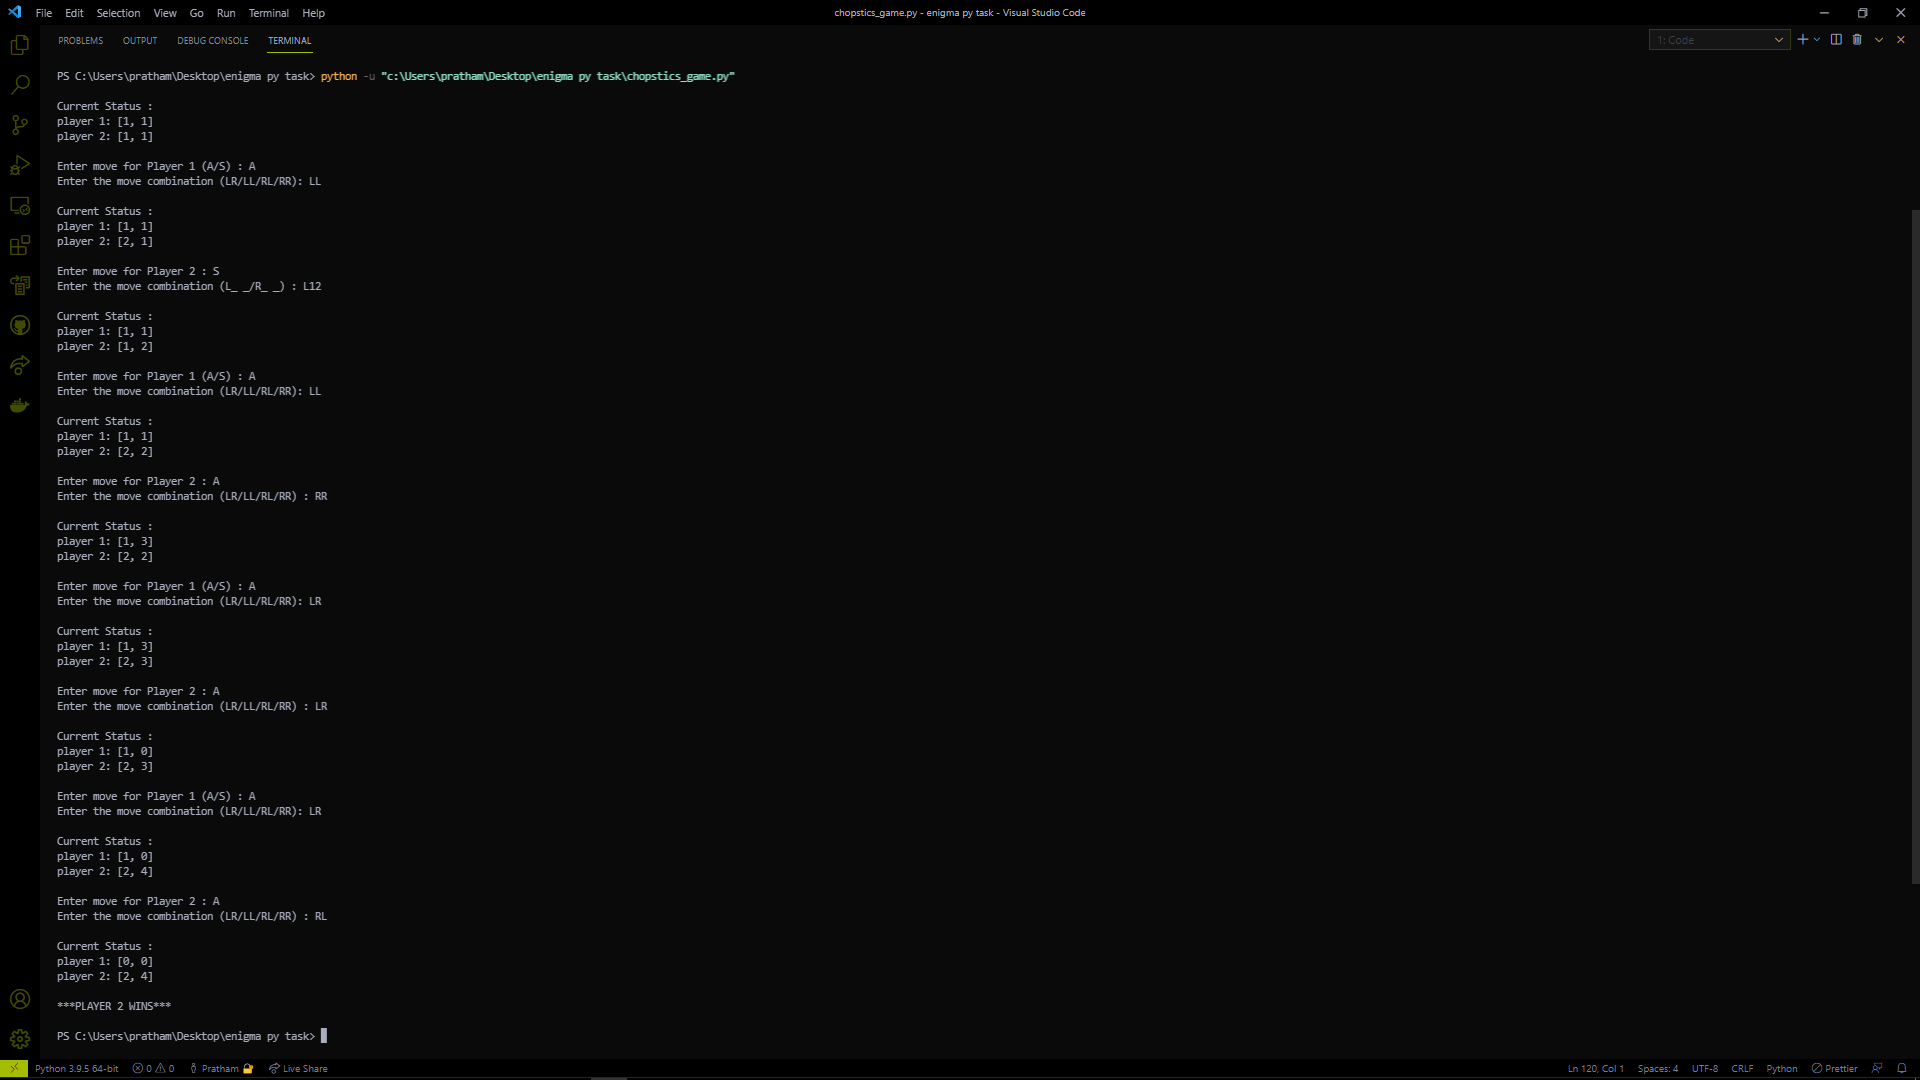 File Edit Selection View Go Run Terminal Help
chopstics_game.py - enigma py task - Visual Studio Code
PROBLEMS OUTPUT DEBUG CONSOLE TERMINAL
1: Code
PS C:\Users\pratham\Desktop\enigma py task> python -u "c:\Users\pratham\Desktop\enigma py task\chopstics_game.py"
Current Status :
player 1: [1, 1]
player 2: [1, 1]
Enter move for Player 1 (A/S) : A
Enter the move combination (LR/LL/RL/RR): LL
Current Status :
player 1: [1, 1]
player 2: [2, 1]
Enter move for Player 2 : S
Enter the move combination (L_ _/R_ _) : L12
Current Status :
player 1: [1, 1]
player 2: [1, 2]
Enter move for Player 1 (A/S) : A
Enter the move combination (LR/LL/RL/RR): LL
Current Status :
player 1: [1, 1]
player 2: [2, 2]
Enter move for Player 2 : A
Enter the move combination (LR/LL/RL/RR) : RR
Current Status :
player 1: [1, 3]
player 2: [2, 2]
Enter move for Player 1 (A/S) : A
Enter the move combination (LR/LL/RL/RR): LR
Current Status :
player 1: [1, 3]
player 2: [2, 3]
Enter move for Player 2 : A
Enter the move combination (LR/LL/RL/RR) : LR
Current Status :
player 1: [1, 0]
player 2: [2, 3]
Enter move for Player 1 (A/S) : A
Enter the move combination (LR/LL/RL/RR): LR
Current Status :
player 1: [1, 0]
player 2: [2, 4]
Enter move for Player 2 : A
Enter the move combination (LR/LL/RL/RR) : RL
Current Status :
player 1: [0, 0]
player 2: [2, 4]
***PLAYER 2 WINS***
PS C:\Users\pratham\Desktop\enigma py task>
Python 3.9.5 64-bit 0 0 Pratham Live Share Ln 120, Col 1 Spaces: 4 UTF-8 CRLF Python Prettier